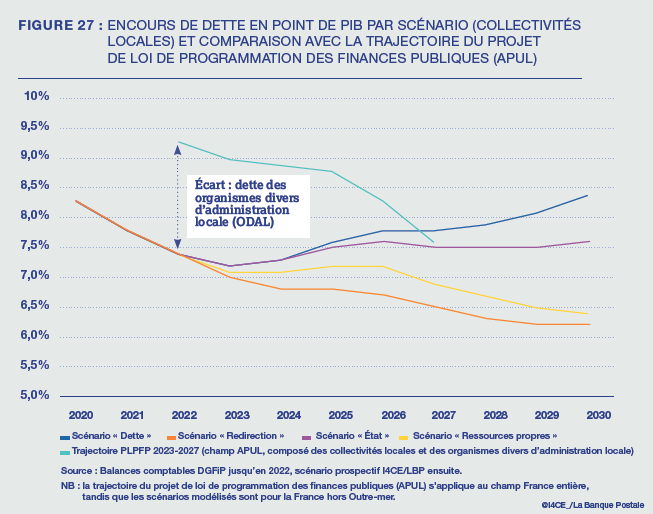 FIGURE 27 : ENCOURS DE DETTE EN POINT DE PIB PAR SCÉNARIO (COLLECTIVITÉS
LOCALES) ET COMPARAISON AVEC LA TRAJECTOIRE DU PROJET
DE LOI DE PROGRAMMATION DES FINANCES PUBLIQUES (APUL)
10%
9,5%
9,0%
8,5%
8,0%
7,5%
7,0%
6,5%
6,0%
5,5%
5,0%
Écart : dette des
organismes divers
d'administration
locale (ODAL)
2020 2021 2022 2023 2024 2025 2026 2027 2028 2029 2030
Scénario « Dette » Scénario « Redirection » Scénario « État » Scénario « Ressources propres »
Trajectoire PLPFP 2023-2027 (champ APUL, composé des collectivités locales et des organismes divers d'administration locale)
Source : Balances comptables DGFiP jusqu'en 2022, scénario prospectif I4CE/LBP ensuite.
NB : la trajectoire du projet de loi de programmation des finances publiques (APUL) s'applique au champ France entière,
tandis que les scénarios modélisés sont pour la France hors Outre-mer.
@I4CE_/La Banque Postale